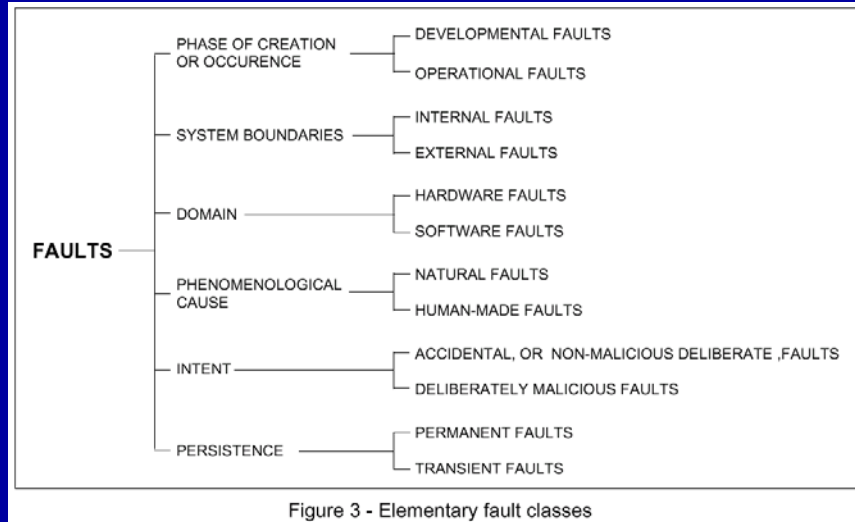 PHASE OF CREATION
OR OCCURENCE
DEVELOPMENTAL FAULTS
OPERATIONAL FAULTS
SYSTEM BOUNDARIES
INTERNAL FAULTS
EXTERNAL FAULTS
DOMAIN
HARDWARE FAULTS
SOFTWARE FAULTS
FAULTS
PHENOMENOLOGICAL
CAUSE
NATURAL FAULTS
HUMAN-MADE FAULTS
INTENT
ACCIDENTAL, OR NON-MALICIOUS DELIBERATE ,FAULTS
DELIBERATELY MALICIOUS FAULTS
PERSISTENCE
PERMANENT FAULTS
TRANSIENT FAULTS
Figure 3 - Elementary fault classes